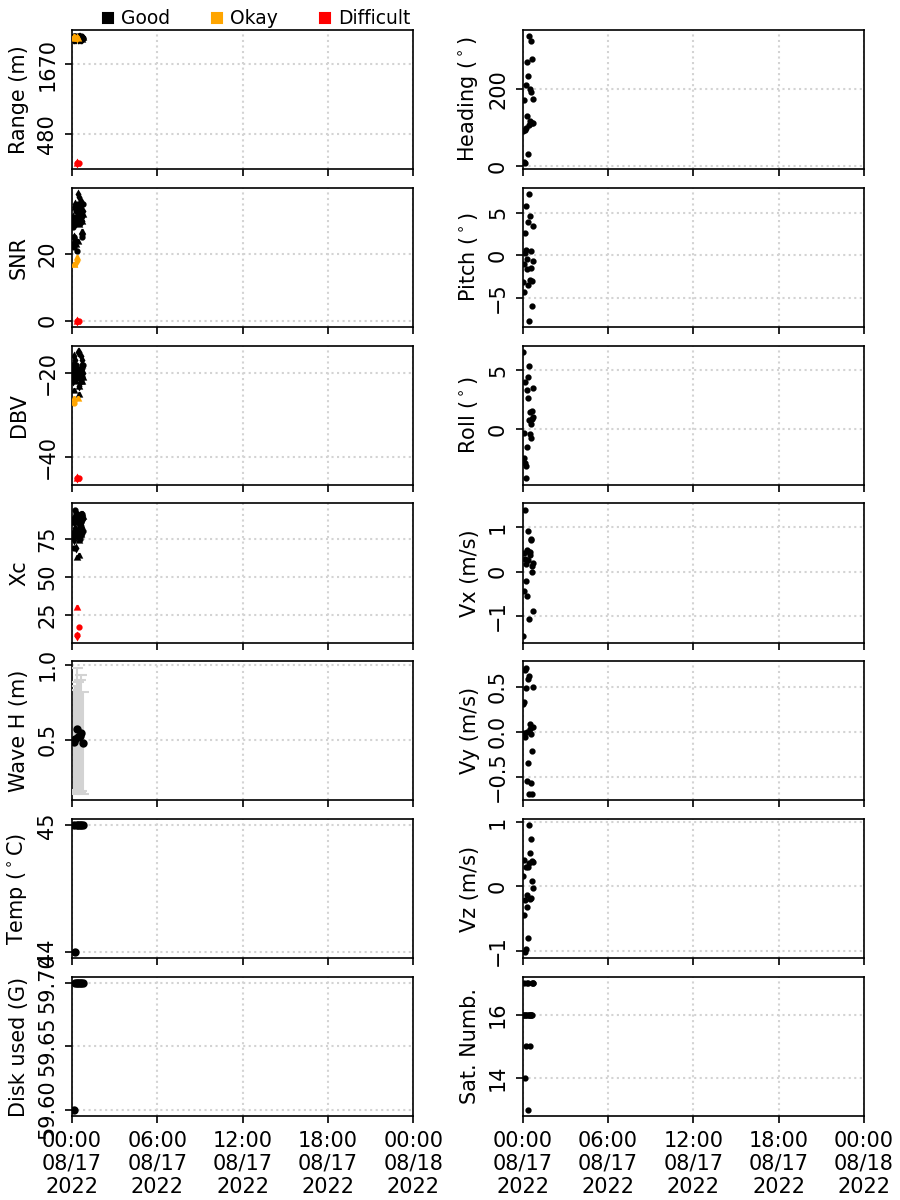 Good Okay Difficult
Range (m)
1670
480
Heading (°)
200
0
SNR
20
0
Pitch (°)
5
0
−5
DBV
−20
−40
Roll (°)
5
0
Xc
75
50
25
Vx (m/s)
1
0
−1
Wave H (m)
1.0
0.5
Vy (m/s)
0.5
0.0
−0.5
Temp (°C)
45
44
Vz (m/s)
1
0
−1
Disk used (G)
59.70
59.65
59.60
Sat. Numb.
16
14
00:00 06:00 12:00 18:00 00:00
08/17 08/17 08/17 08/17 08/18
2022 2022 2022 2022 2022
00:00 06:00 12:00 18:00 00:00
08/17 08/17 08/17 08/17 08/18
2022 2022 2022 2022 2022